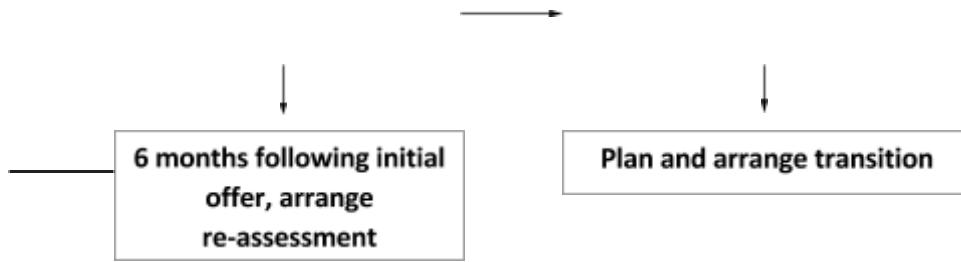 6 months following initial
offer, arrange
re-assessment
Plan and arrange transition